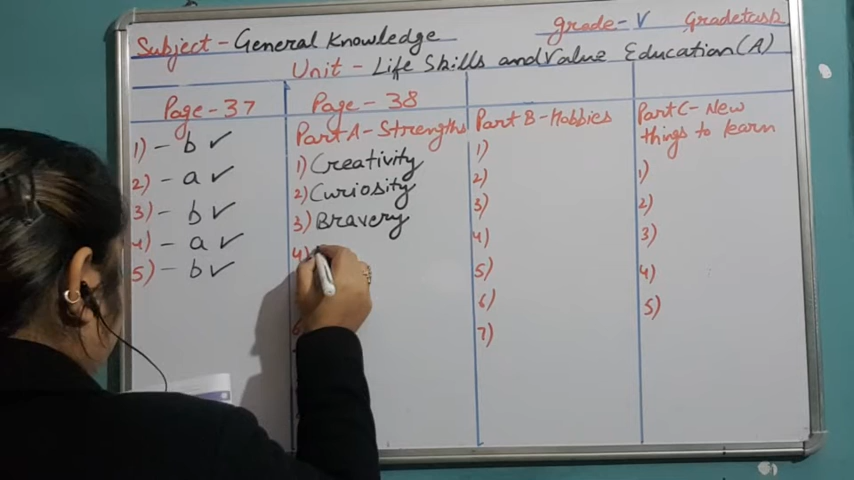 Subject - General Knowledge grade - V Gradetask
Unit - Life Skills and Value Education (A)
Page - 37
1) - b ✓
2) - a ✓
3) - b ✓
4) - a ✓
5) - b ✓
Page - 38
Part A - Strengths
1) Creativity
2) Curiosity
3) Bravery
4)
Part B - Hobbies
1)
2)
3)
4)
5)
6)
7)
Part C - New
things to learn
1)
2)
3)
4)
5)